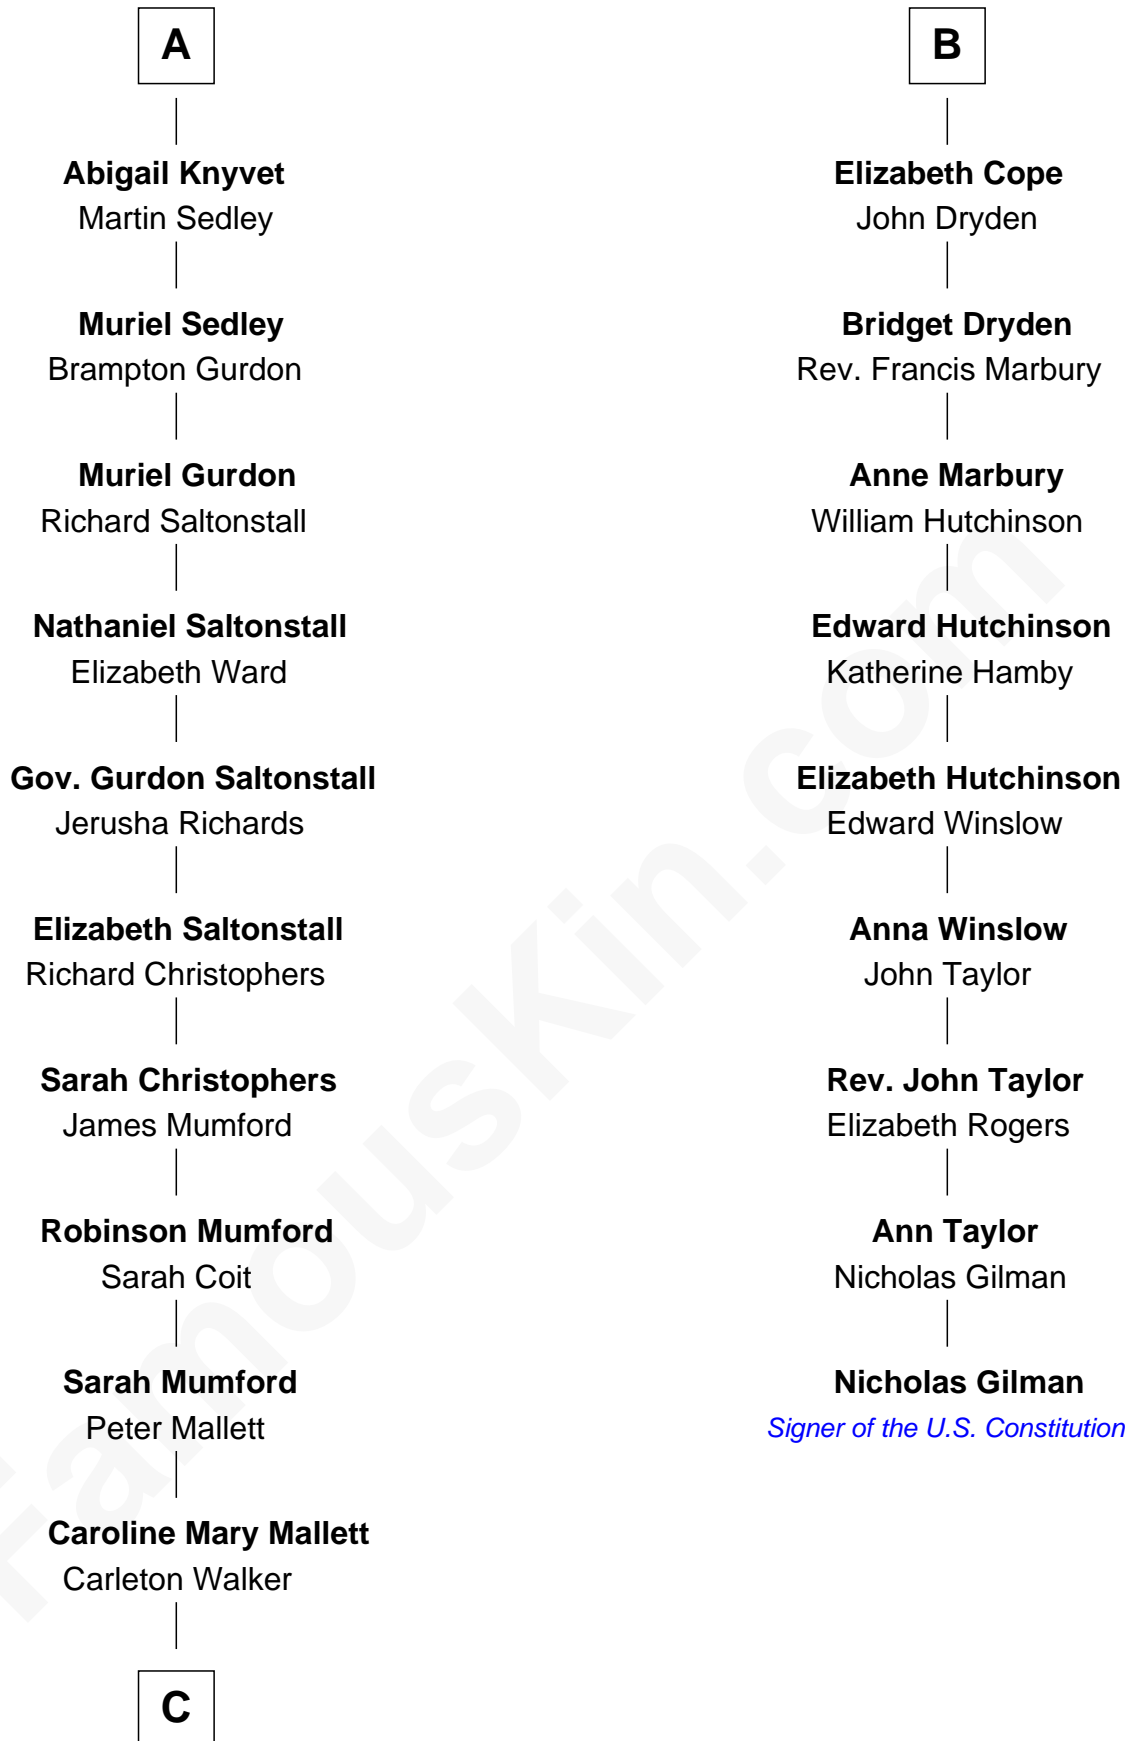 A
Abigail Knyvet
Martin Sedley
Muriel Sedley
Brampton Gurdon
Muriel Gurdon
Richard Saltonstall
Nathaniel Saltonstall
Elizabeth Ward
Gov. Gurdon Saltonstall
Jerusha Richards
Elizabeth Saltonstall
Richard Christophers
Sarah Christophers
James Mumford
Robinson Mumford
Sarah Coit
Sarah Mumford
Peter Mallett
Caroline Mary Mallett
Carleton Walker
C
B
Elizabeth Cope
John Dryden
Bridget Dryden
Rev. Francis Marbury
Anne Marbury
William Hutchinson
Edward Hutchinson
Katherine Hamby
Elizabeth Hutchinson
Edward Winslow
Anna Winslow
John Taylor
Rev. John Taylor
Elizabeth Rogers
Ann Taylor
Nicholas Gilman
Nicholas Gilman
Signer of the U.S. Constitution
FamousKin.com